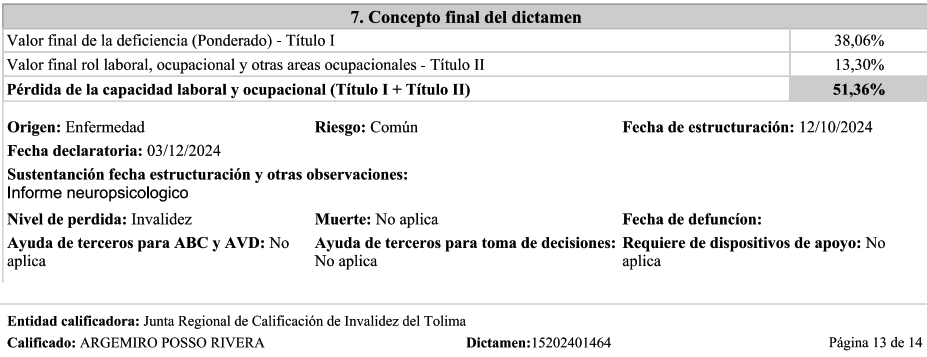 7. Concepto final del dictamen
Valor final de la deficiencia (Ponderado) - Título I 38,06%
Valor final rol laboral, ocupacional y otras areas ocupacionales - Título II 13,30%
Pérdida de la capacidad laboral y ocupacional (Título I + Título II) 51,36%
Origen: Enfermedad Riesgo: Común Fecha de estructuración: 12/10/2024
Fecha declaratoria: 03/12/2024
Sustentanción fecha estructuración y otras observaciones:
Informe neuropsicologico
Nivel de perdida: Invalidez Muerte: No aplica Fecha de defuncíon:
Ayuda de terceros para ABC y AVD: No Ayuda de terceros para toma de decisiones: Requiere de dispositivos de apoyo: No
aplica No aplica aplica
Entidad calificadora: Junta Regional de Calificación de Invalidez del Tolima
Calificado: ARGEMIRO POSSO RIVERA Dictamen:15202401464 Página 13 de 14